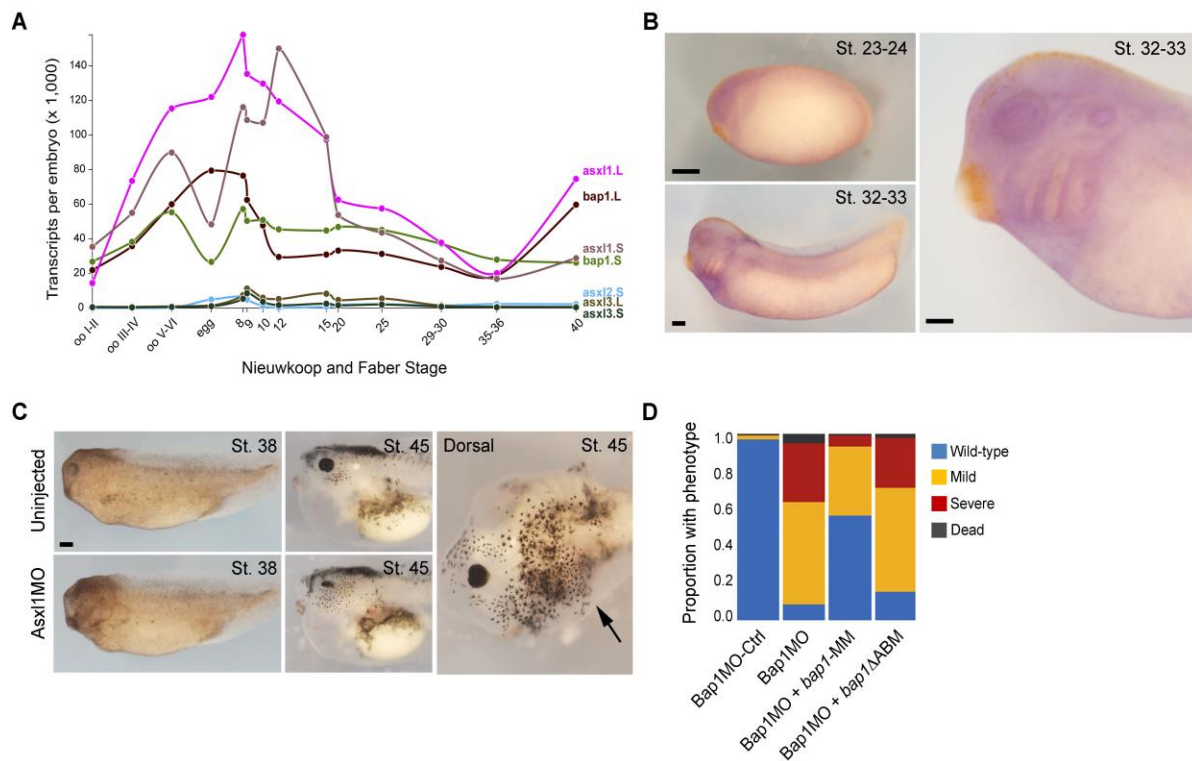 A
Transcripts per embryo (x 1,000)
140
120
100
80
60
40
20
0
asxl1.L
bap1.L
asxl1.S
bap1.S
asxl2.S
asxl3.L
asxl3.S
oo I-II
oo III-IV
oo V-VI
egg
8
9
10
12
15
20
25
29-30
35-36
40
Nieuwkoop and Faber Stage
B
St. 23-24
St. 32-33
St. 32-33
C
Uninjected
Asxl1MO
St. 38
St. 45
Dorsal St. 45
St. 38
St. 45
D
Proportion with phenotype
1.0
0.8
0.6
0.4
0.2
0.0
Wild-type
Mild
Severe
Dead
Bap1MO-Ctrl
Bap1MO
Bap1MO + bap1-MM
Bap1MO + bap1ΔABM